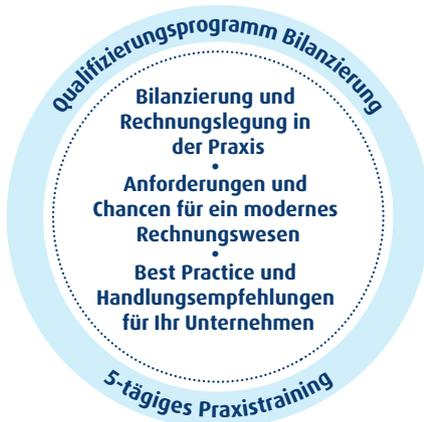 Qualifizierungsprogramm Bilanzierung
Bilanzierung und
Rechnungslegung in
der Praxis
•
Anforderungen und
Chancen für ein modernes
Rechnungswesen
•
Best Practice und
Handlungsempfehlungen
für Ihr Unternehmen
5-tägiges Praxistraining